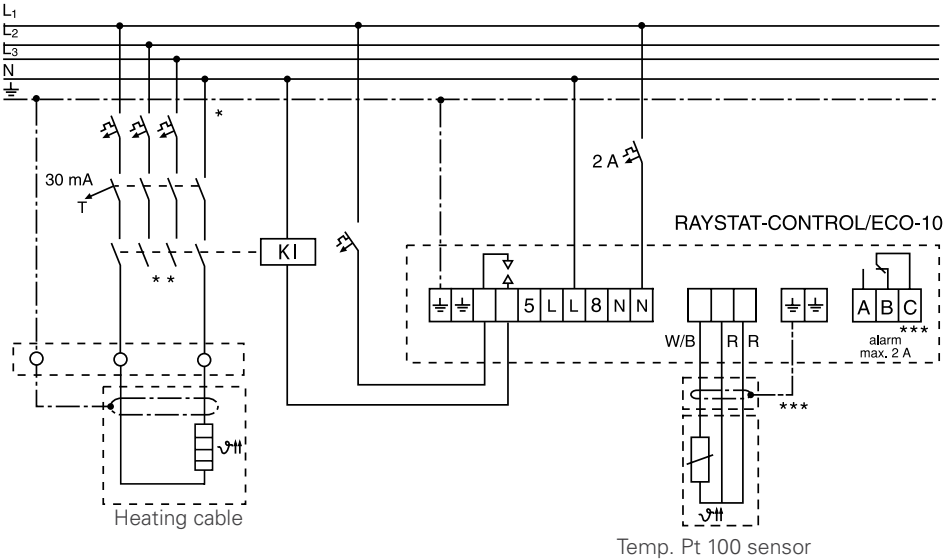 L1
L2
L3
N
*
2 A
30 mA
T
RAYSTAT-CONTROL/ECO-10
KI
* *
5 L L 8 N N
A B C
***
alarm
max. 2 A
W/B R R
***
ϑ
Heating cable
ϑ
Temp. Pt 100 sensor